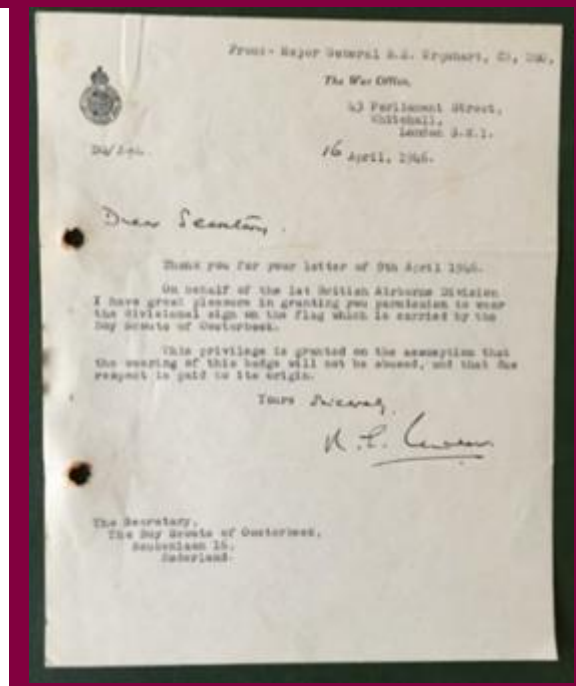 From:- Major General R.E. Urquhart, CB, DSO.
The War Office,
43 Parliament Street,
Whitehall,
London S.W.1.
16 April, 1946.
Dear Secretary,
Thank you for your letter of 9th April 1946.
On behalf of the 1st British Airborne Division
I have great pleasure in granting you permission to wear
the divisional sign on the flag which is carried by the
Boy Scouts of Oosterbeek.
This privilege is granted on the assumption that
the wearing of this badge will not be abused, and that due
respect is paid to its origin.
Yours Sincerely,
The Secretary,
The Boy Scouts of Oosterbeek,
Nederland.